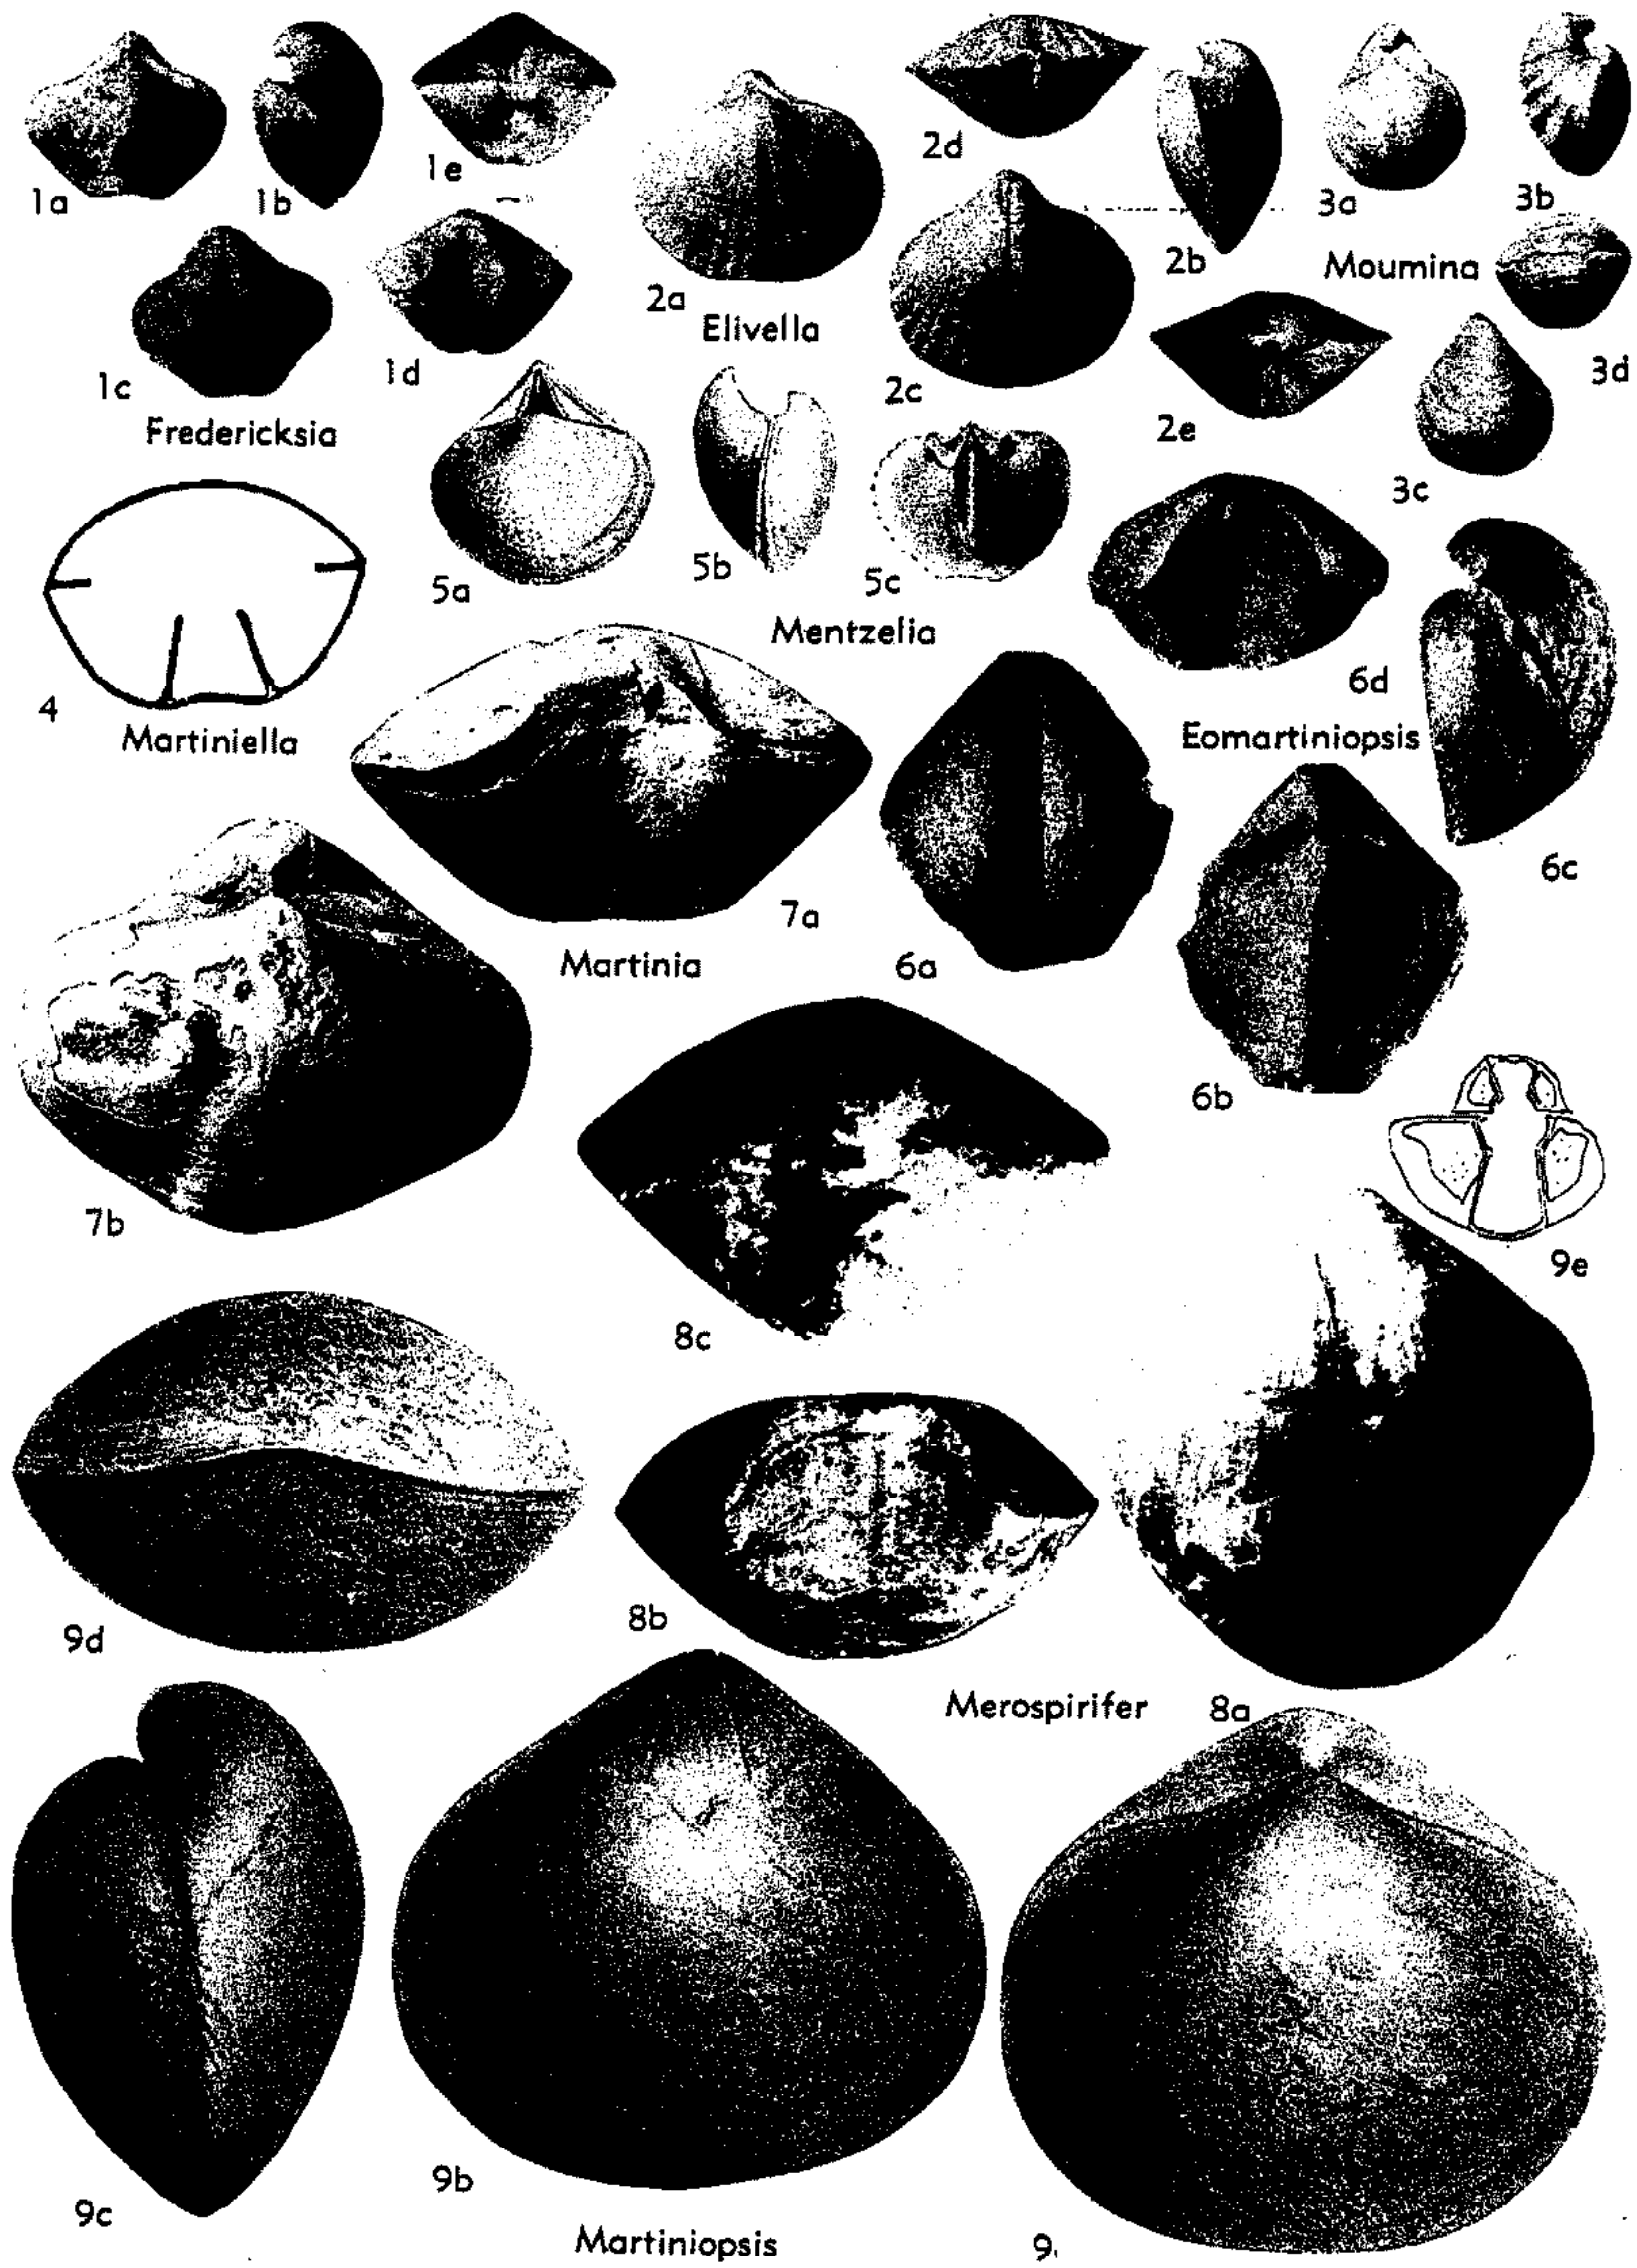 1a
1b
1e
2d
2b
3a
3b
1c
1d
2a
Elivella
2c
2e
Moumina
3d
3c
Fredericksia
5a
5b
5c
Mentzelia
6d
4
Martiniella
Eomartiniopsis
6c
7a
Martinia
6a
6b
7b
9e
8c
9d
8b
Merospirifer
8a
9c
9b
Martiniopsis
9